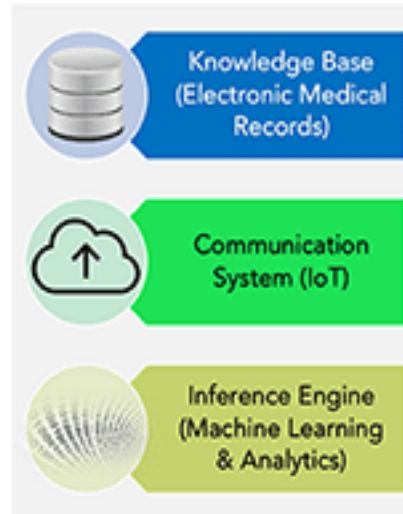 Knowledge Base
(Electronic Medical
Records)
Communication
System (IoT)
Inference Engine
(Machine Learning
& Analytics)